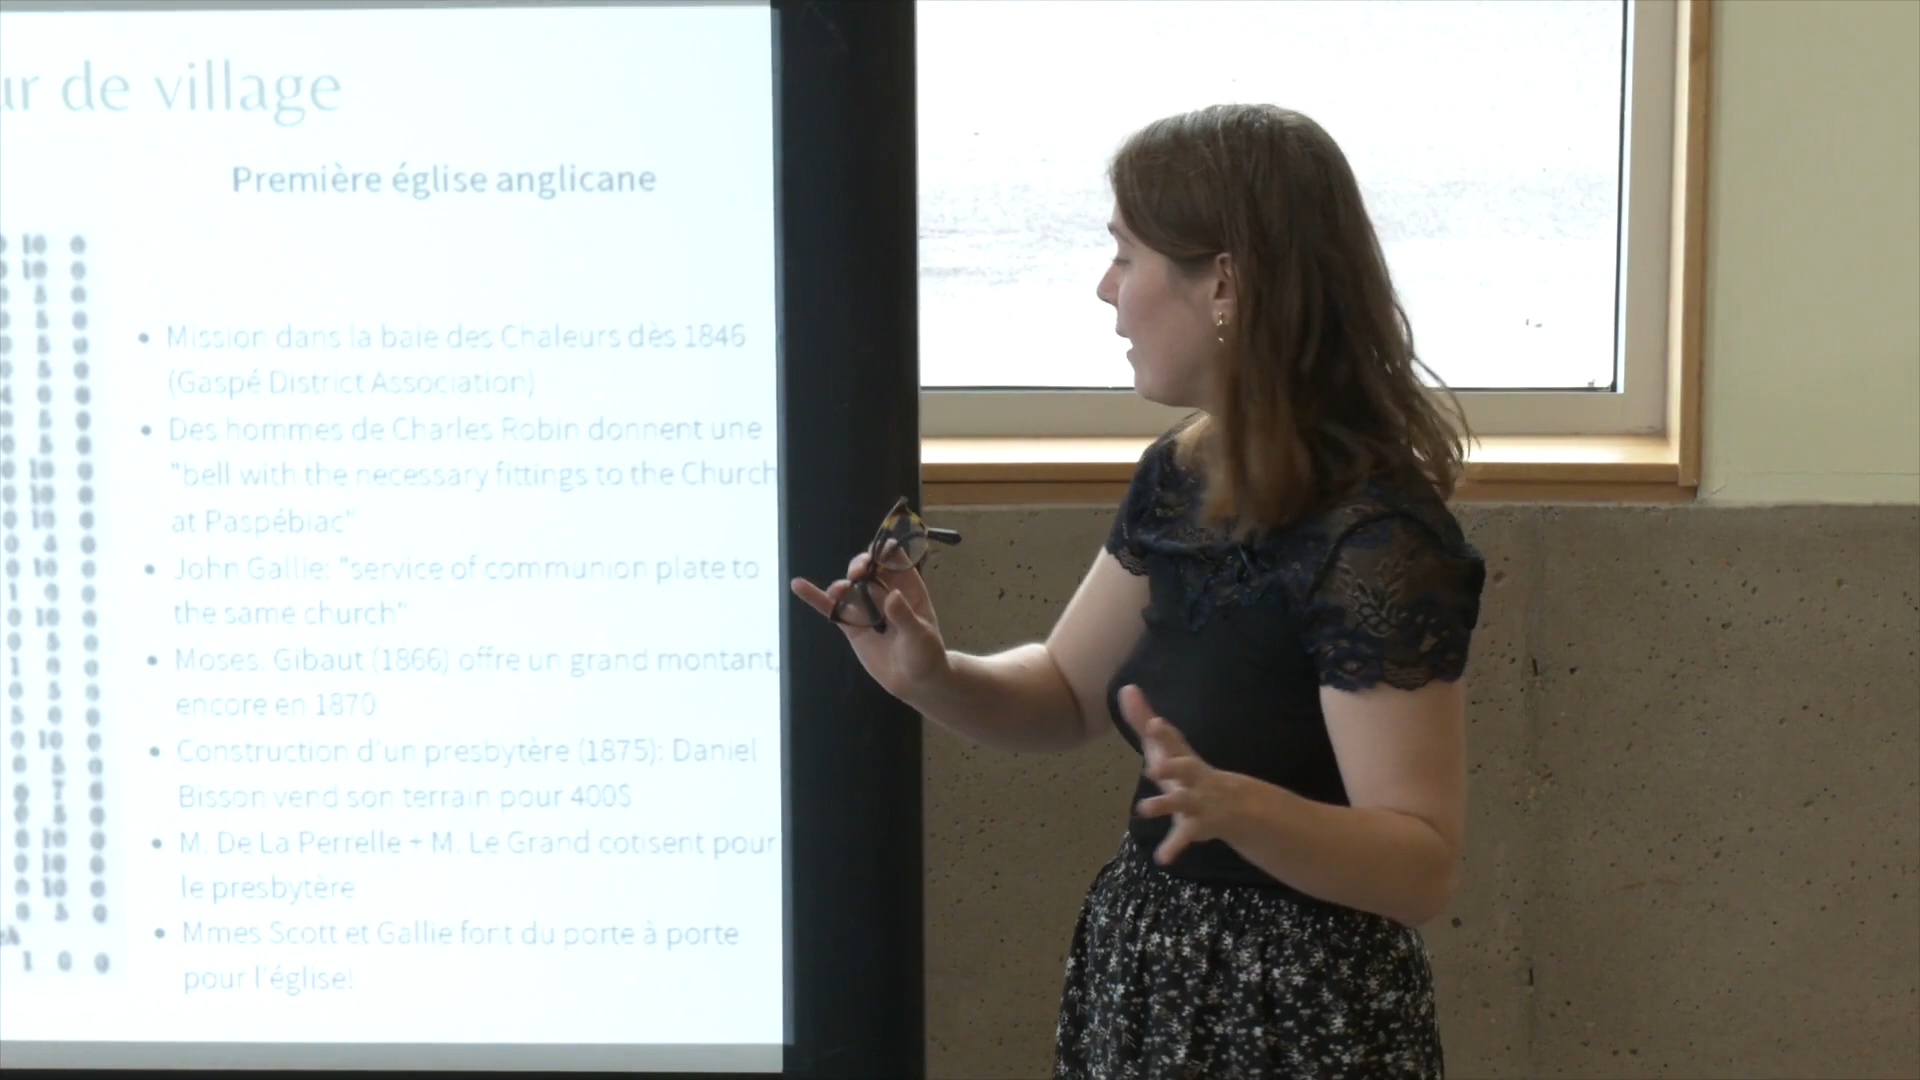 de village
Première église anglicane
• Mission dans la baie des Chaleurs dès 1846
(Gaspé District Association)
• Des hommes de Charles Robin donnent une
"bell with the necessary fittings to the Church
at Paspébiac"
• John Gallie: "service of communion plate to
the same church"
• Moses. Gibaut (1866) offre un grand montant,
encore en 1870
• Construction d'un presbytère (1875): Daniel
Bisson vend son terrain pour 400$
• M. De La Perrelle + M. Le Grand cotisent pour
le presbytère
• Mmes Scott et Gallie font du porte à porte
pour l'église!